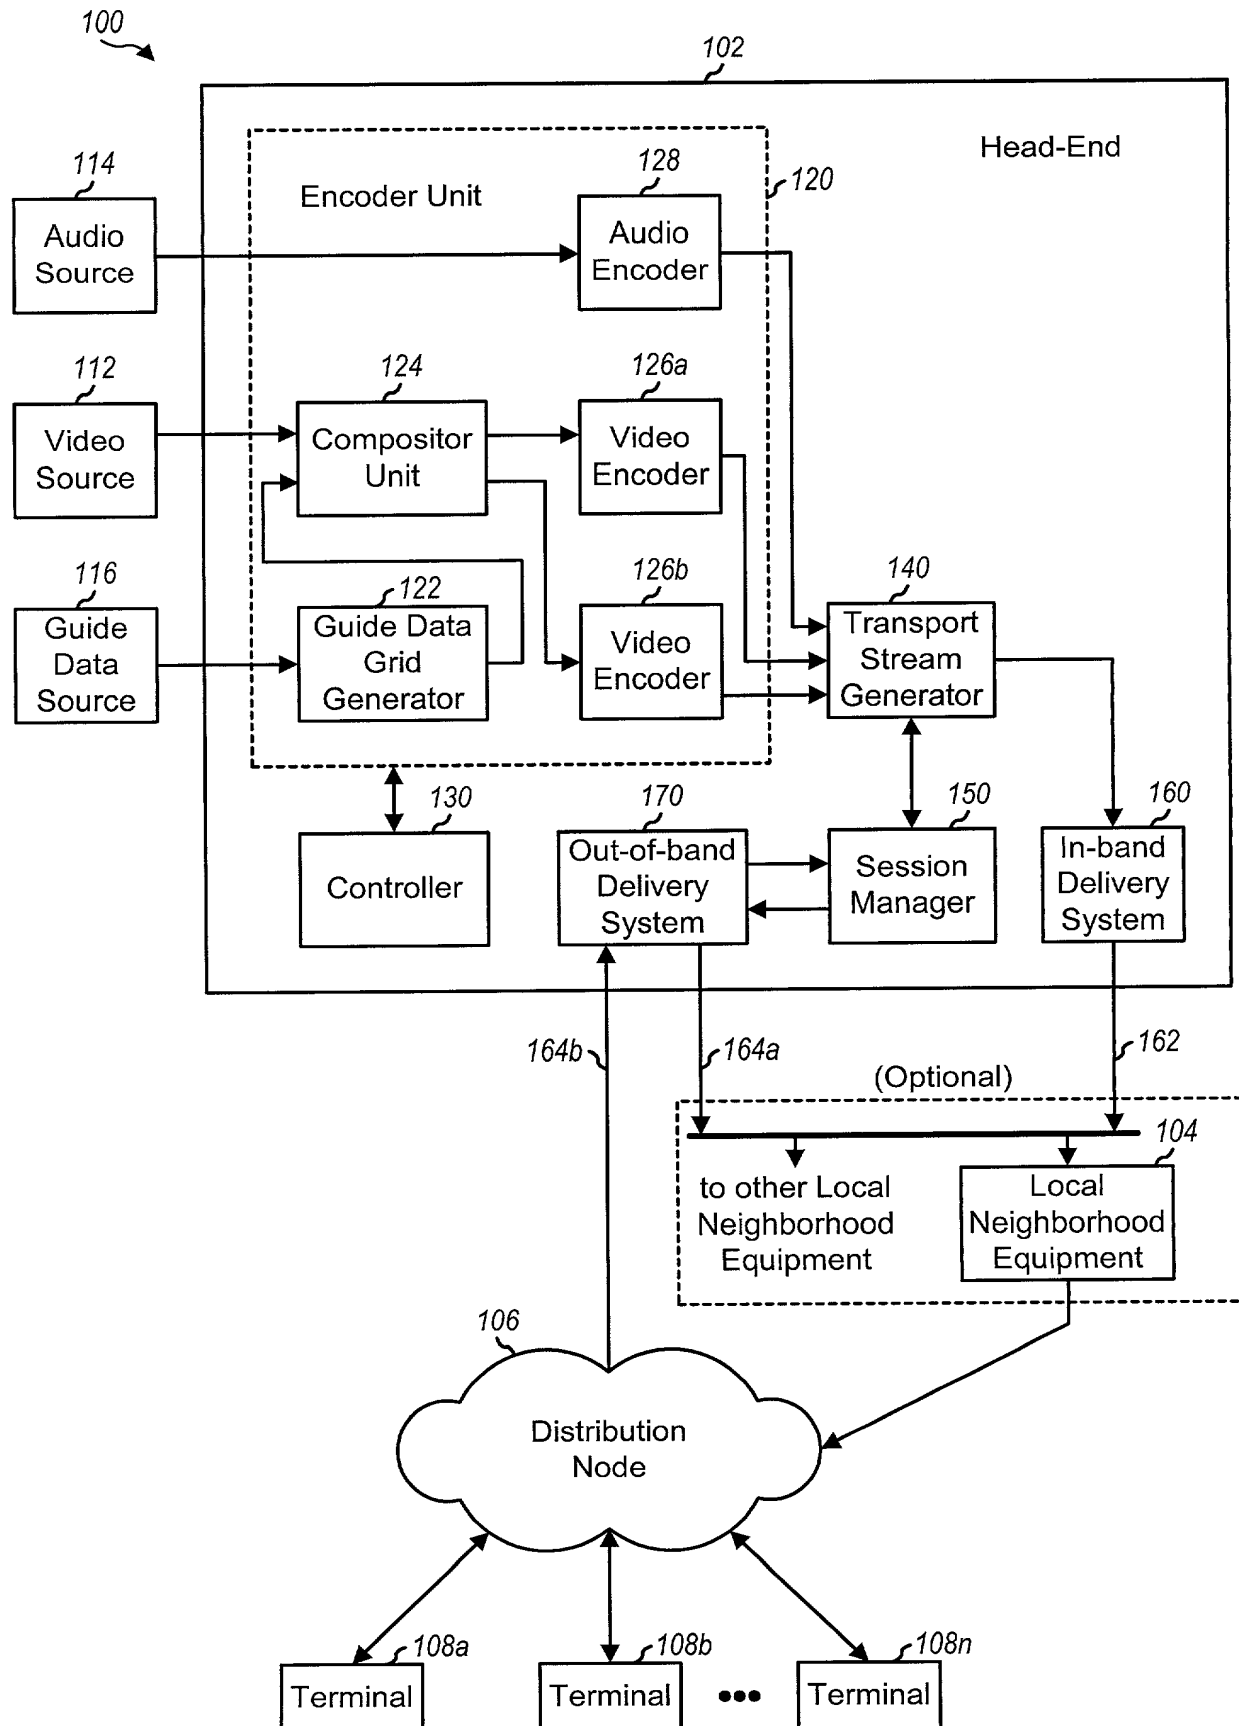 100
102
Head-End
114
Audio
Source
Encoder Unit
128
Audio
Encoder
120
112
Video
Source
124
Compositor
Unit
126a
Video
Encoder
116
Guide
Data
Source
122
Guide Data
Grid
Generator
126b
Video
Encoder
140
Transport
Stream
Generator
130
Controller
170
Out-of-band
Delivery
System
150
Session
Manager
160
In-band
Delivery
System
164b
164a
162
(Optional)
to other Local
Neighborhood
Equipment
104
Local
Neighborhood
Equipment
106
Distribution
Node
108a
Terminal
108b
Terminal
•••
108n
Terminal